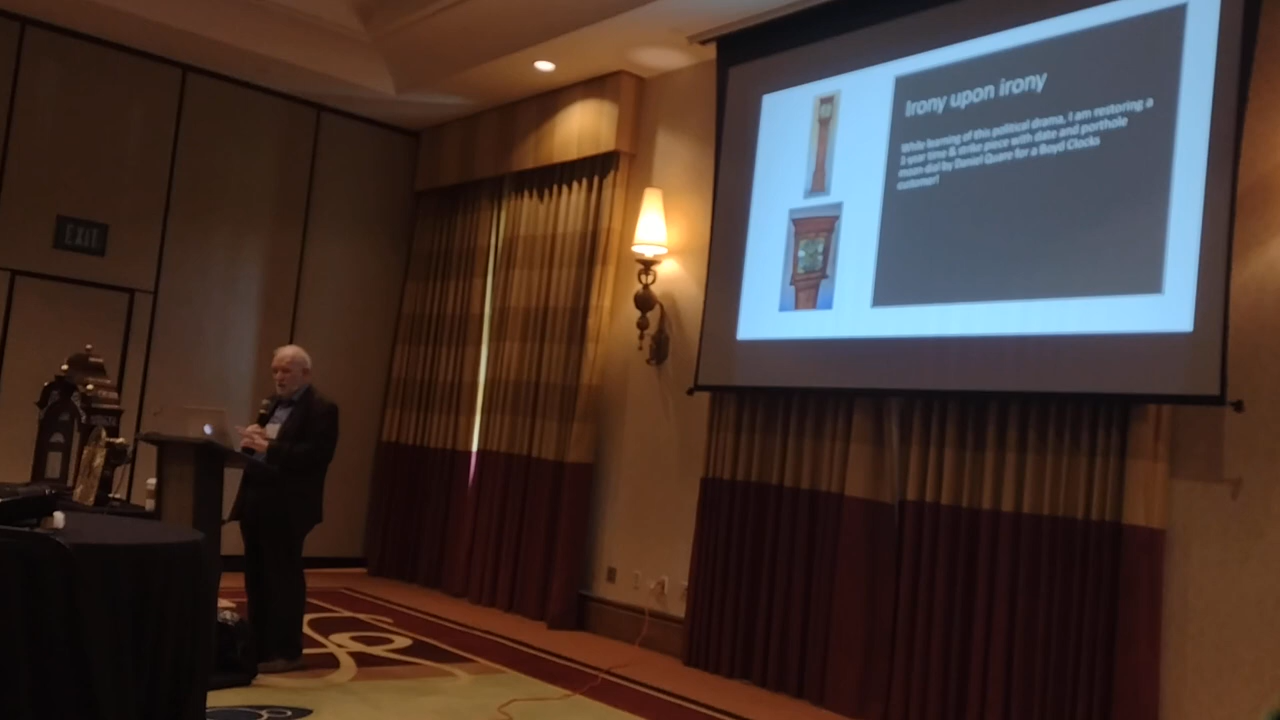 EXIT
Irony upon irony
While learning of this political drama, I am restoring a
1 year time & strike piece with date and porthole
moon dial by Daniel Quare for a Boyd Clocks
customer!